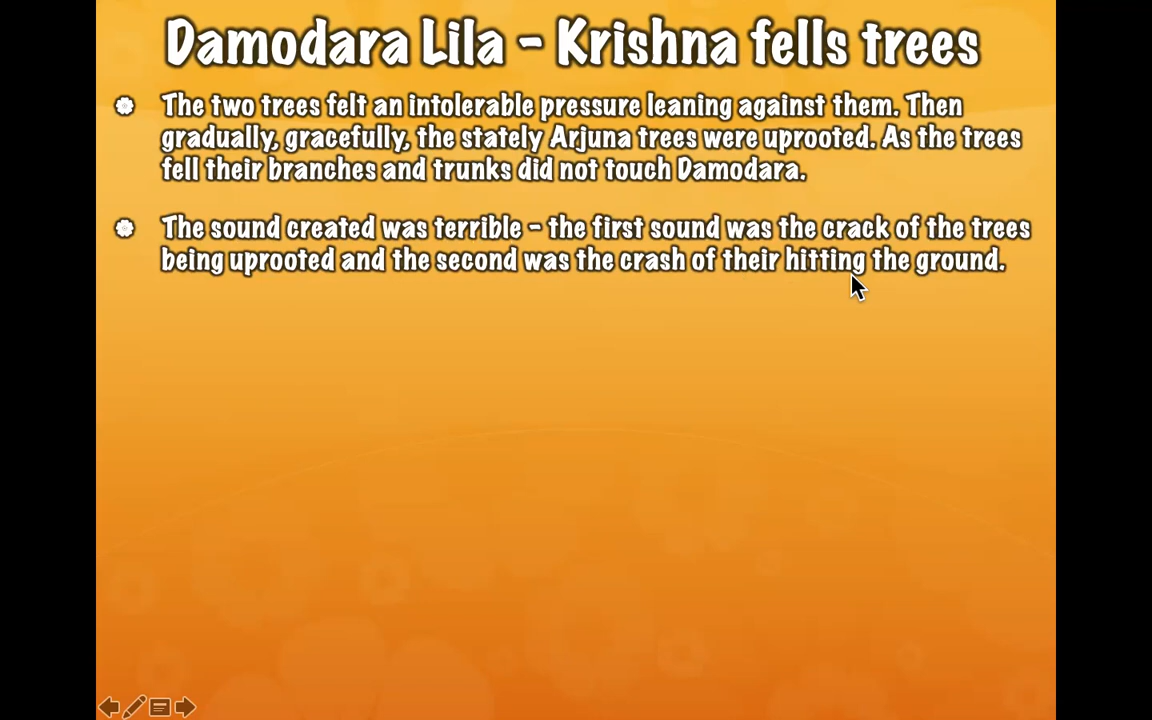 Damodara Lila - Krishna fells trees
The two trees felt an intolerable pressure leaning against them. Then
gradually, gracefully, the stately Arjuna trees were uprooted. As the trees
fell their branches and trunks did not touch Damodara.
The sound created was terrible - the first sound was the crack of the trees
being uprooted and the second was the crash of their hitting the ground.